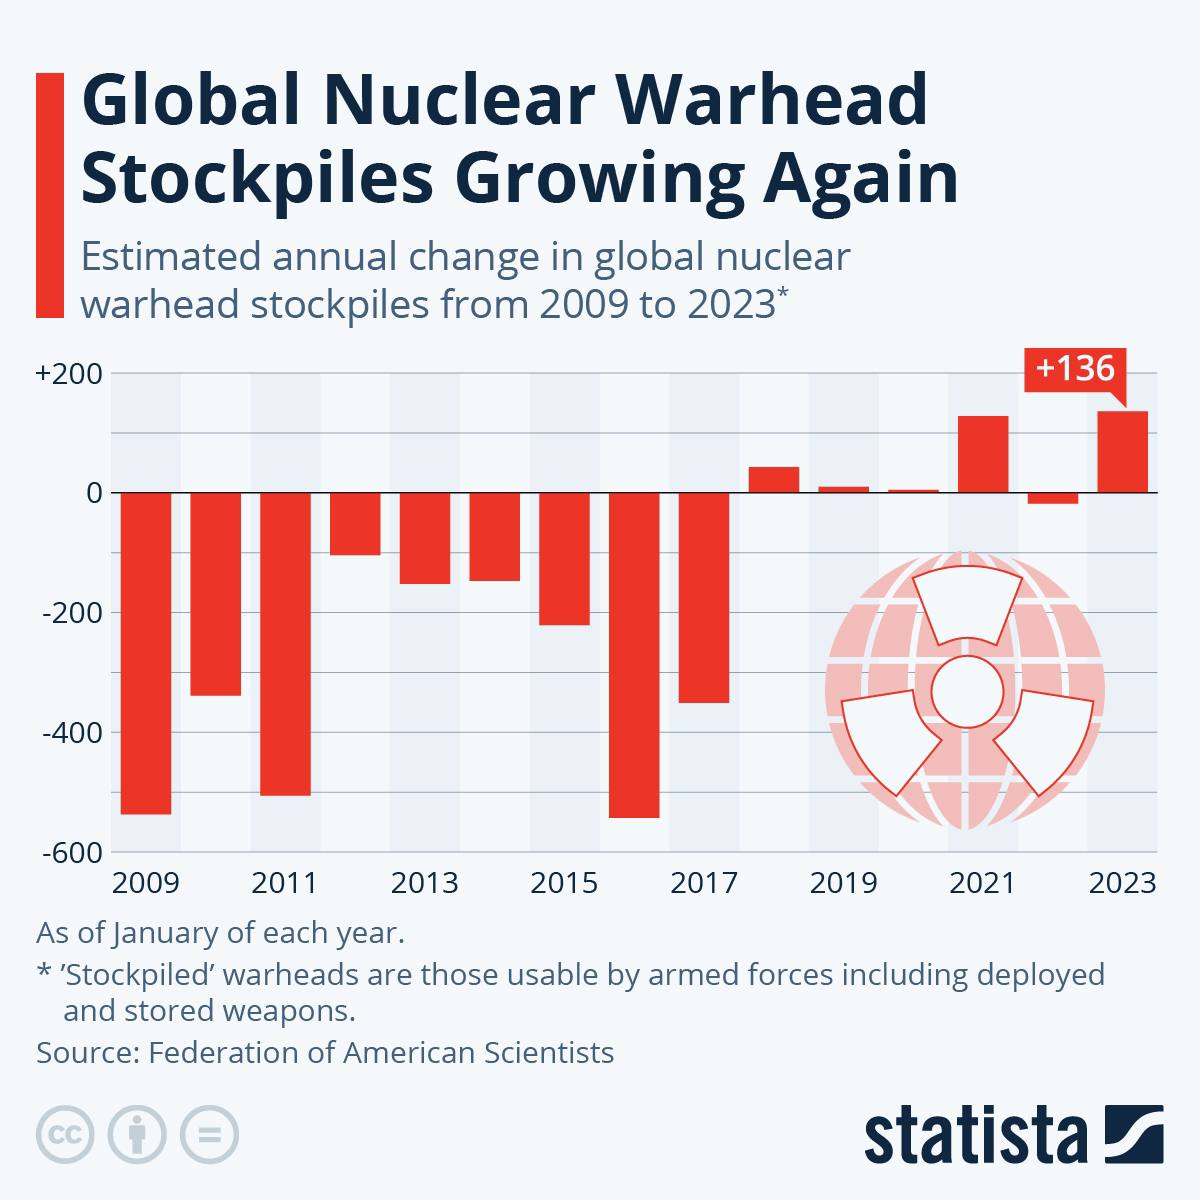 Global Nuclear Warhead
Stockpiles Growing Again
Estimated annual change in global nuclear
warhead stockpiles from 2009 to 2023*
+136
+200
0
-200
-400
-600
2009 2011 2013 2015 2017 2019 2021 2023
As of January of each year.
* ’Stockpiled’ warheads are those usable by armed forces including deployed
and stored weapons.
Source: Federation of American Scientists
cc =
statista